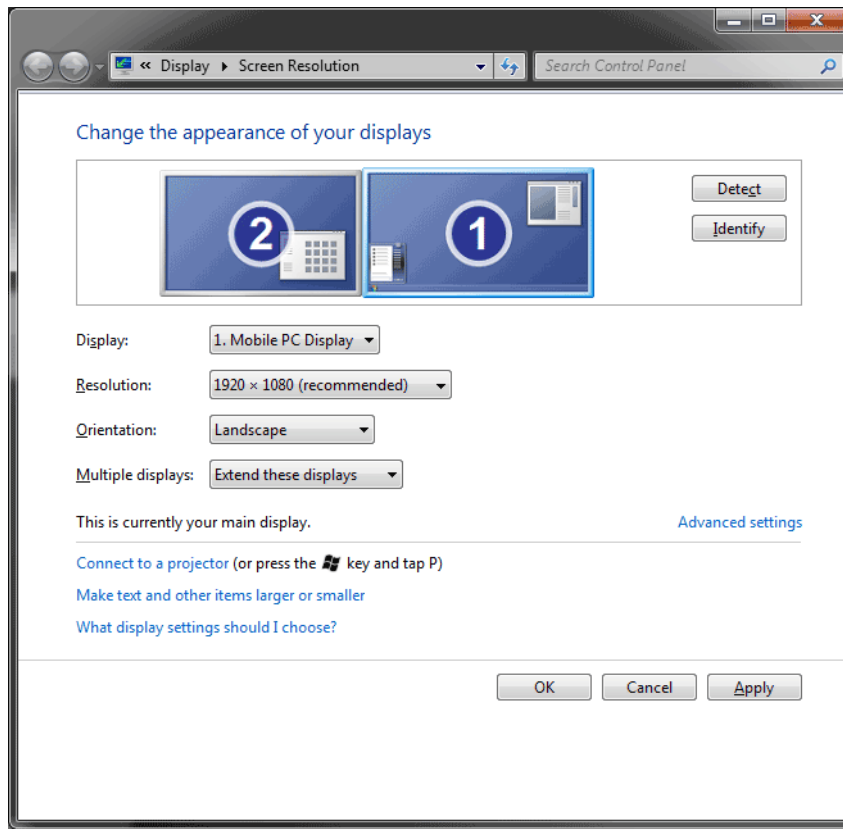 « Display ▸ Screen Resolution
Search Control Panel
Change the appearance of your displays
2
1
Detect
Identify
Display: 1. Mobile PC Display
Resolution: 1920 × 1080 (recommended)
Orientation: Landscape
Multiple displays: Extend these displays
This is currently your main display. Advanced settings
Connect to a projector (or press the key and tap P)
Make text and other items larger or smaller
What display settings should I choose?
OK Cancel Apply